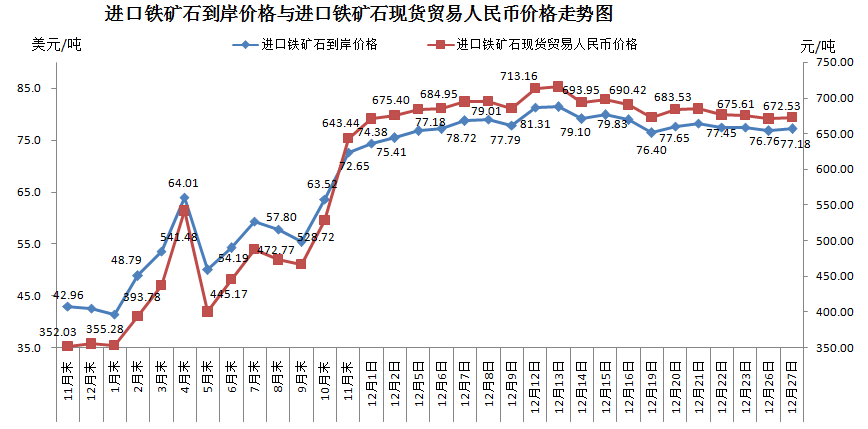 进口铁矿石到岸价格与进口铁矿石现货贸易人民币价格走势图
美元/吨
进口铁矿石到岸价格
进口铁矿石现货贸易人民币价格
元/吨
85.0
75.0
65.0
55.0
45.0
35.0
750.00
700.00
650.00
600.00
550.00
500.00
450.00
400.00
350.00
42.96
48.79
64.01
54.19
57.80
63.52
72.65
74.38
75.41
77.18
78.72
79.01
77.79
81.31
79.10
79.83
76.40
77.65
77.45
76.76
77.18
352.03
355.28
393.78
541.48
445.17
472.77
528.72
643.44
675.40
684.95
713.16
693.95
690.42
683.53
675.61
672.53
11月末
12月末
1月末
2月末
3月末
4月末
5月末
6月末
7月末
8月末
9月末
10月末
11月末
12月1日
12月2日
12月5日
12月6日
12月7日
12月8日
12月9日
12月12日
12月13日
12月14日
12月15日
12月16日
12月19日
12月20日
12月21日
12月22日
12月23日
12月26日
12月27日